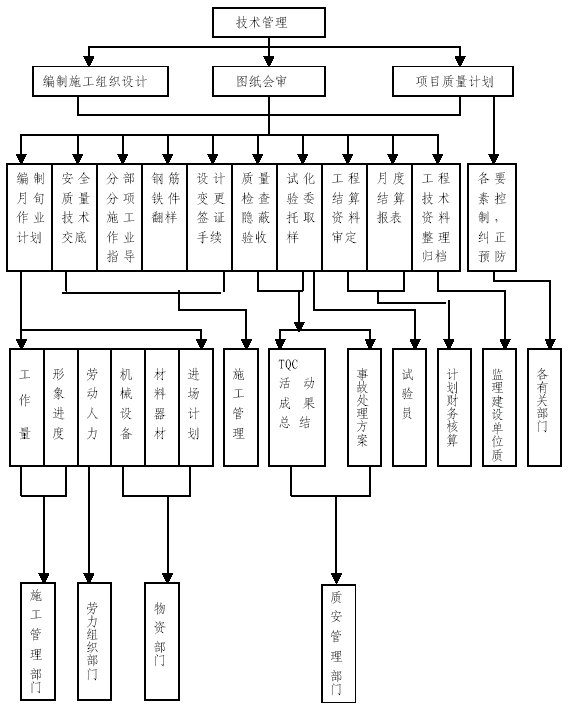 技术管理
编制施工组织设计
图纸会审
项目质量计划
编制
月旬
作业
计划
安全
质量
技术
交底
分部
分项
施工
作业
指导
钢筋
铁件
翻样
设计
变更
签证
手续
质量
检查
隐蔽
验收
试化
验委
托取
样
工程
结算
资料
审定
月度
结算
报表
工程
技术
资料
整理
归档
各要
素控
制，
纠正
预防
工作量
形象进度
劳动人力
机械设备
材料器材
进场计划
施工管理
TQC
活动
成果
总结
事故处理方案
试验员
计划财务核算
监理建设单位质
各有关部门
施工管理部门
劳力组织部门
物资部门
质安管理部门